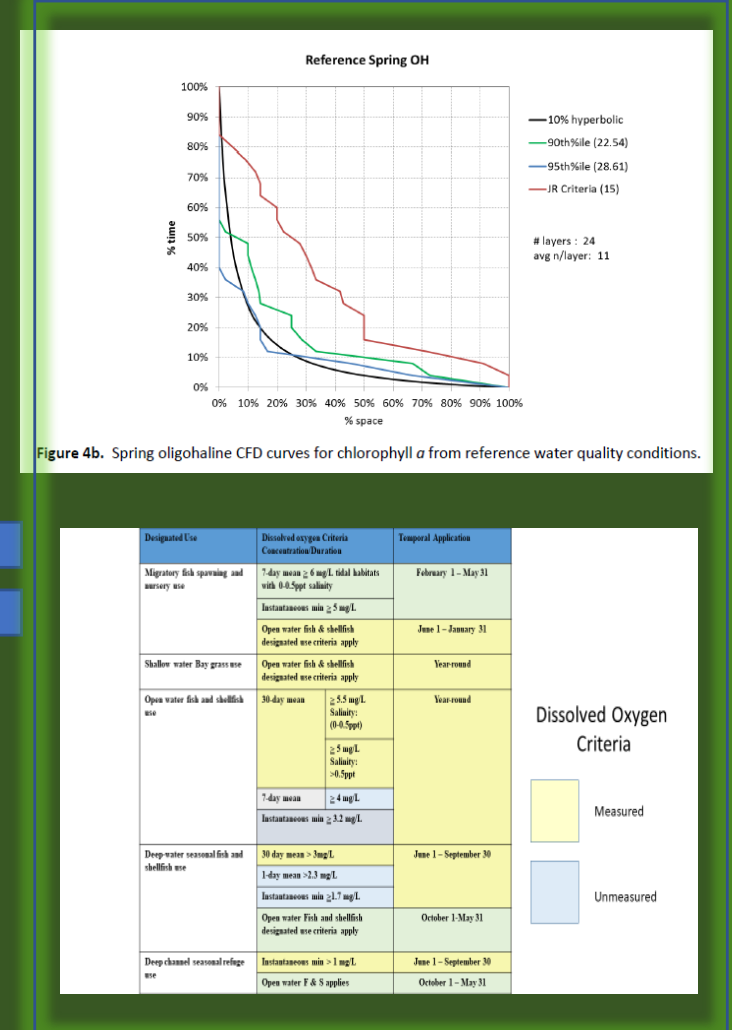 Reference Spring OH
100%
90%
80%
70%
60%
50%
40%
30%
20%
10%
0%
% time
0% 10% 20% 30% 40% 50% 60% 70% 80% 90% 100%
% space
10% hyperbolic
90th%ile (22.54)
95th%ile (28.61)
JR Criteria (15)
# layers : 24
avg n/layer: 11
Figure 4b. Spring oligohaline CFD curves for chlorophyll a from reference water quality conditions.
Designated Use
Dissolved oxygen Criteria
Concentration/Duration
Temporal Application
Migratory fish spawning and
nursery use
7-day mean ≥ 6 mg/L tidal habitats
with 0-0.5ppt salinity
February 1 – May 31
Instantaneous min ≥ 5 mg/L
Open water fish & shellfish
designated use criteria apply
June 1 – January 31
Shallow water Bay grass use
Open water fish & shellfish
designated use criteria apply
Year-round
Open water fish and shellfish
use
30-day mean
≥ 5.5 mg/L
Salinity:
(0-0.5ppt)
Year-round
≥ 5 mg/L
Salinity:
>0.5ppt
7-day mean
≥ 4 mg/L
Instantaneous min ≥ 3.2 mg/L
Deep-water seasonal fish and
shellfish use
30 day mean > 3mg/L
June 1 – September 30
1-day mean >2.3 mg/L
Instantaneous min ≥1.7 mg/L
Open water Fish and shellfish
designated use criteria apply
October 1-May 31
Deep channel seasonal refuge
use
Instantaneous min > 1 mg/L
June 1 – September 30
Open water F & S applies
October 1 – May 31
Dissolved Oxygen
Criteria
Measured
Unmeasured